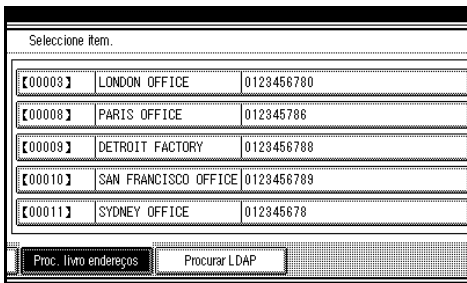 Seleccione item.
【00003】 LONDON OFFICE 0123456780
【00008】 PARIS OFFICE 012345786
【00009】 DETROIT FACTORY 0123456788
【00010】 SAN FRANCISCO OFFICE 0123456789
【00011】 SYDNEY OFFICE 012345678
Proc. livro endereços Procurar LDAP